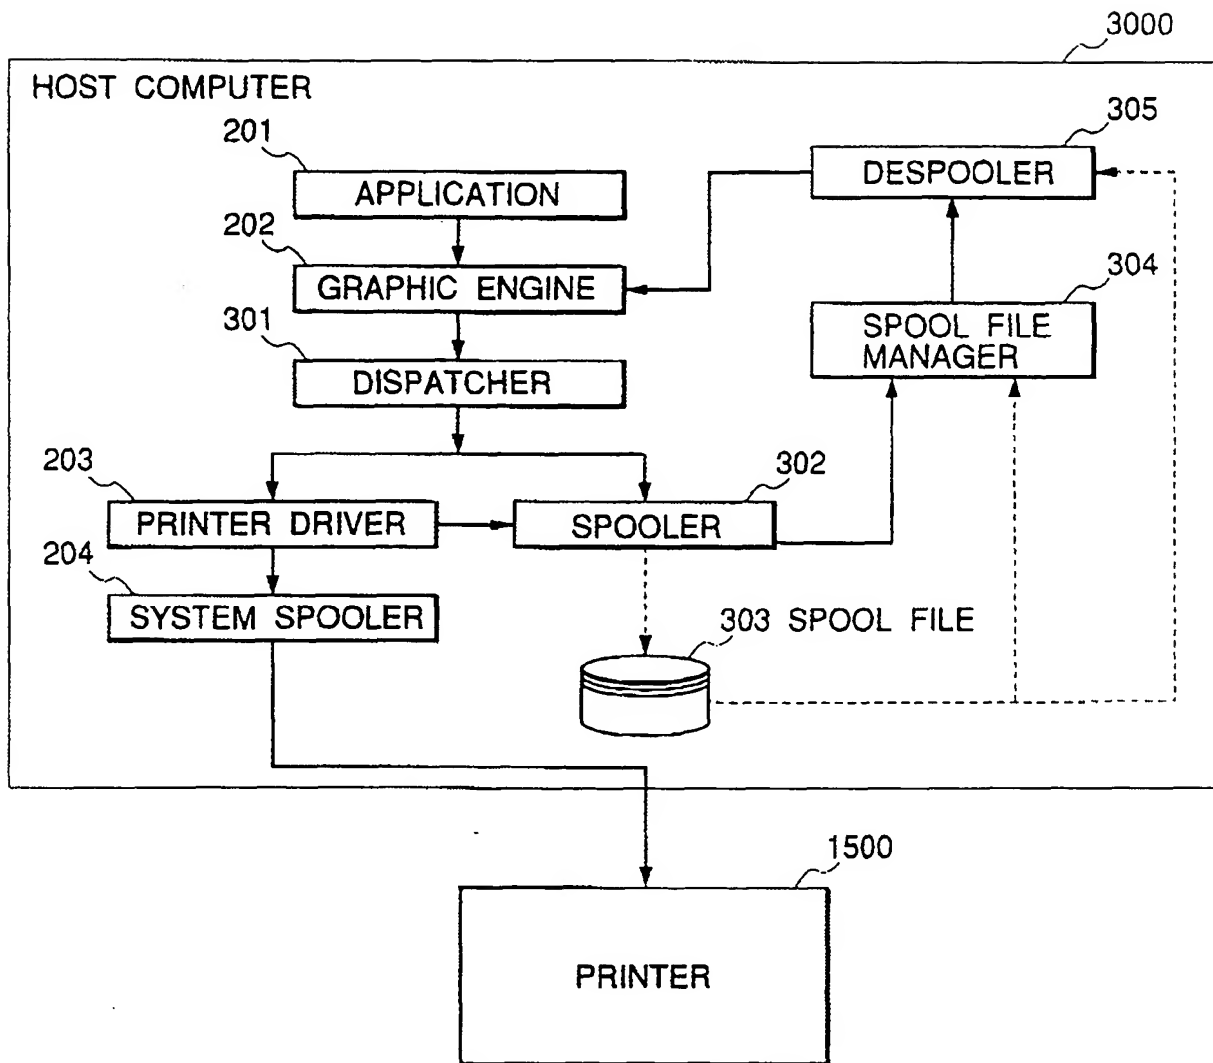 3000
HOST COMPUTER
201
305
APPLICATION
DESPOOLER
202
304
GRAPHIC ENGINE
301
SPOOL FILE
MANAGER
DISPATCHER
203
302
PRINTER DRIVER
SPOOLER
204
SYSTEM SPOOLER
303 SPOOL FILE
1500
PRINTER